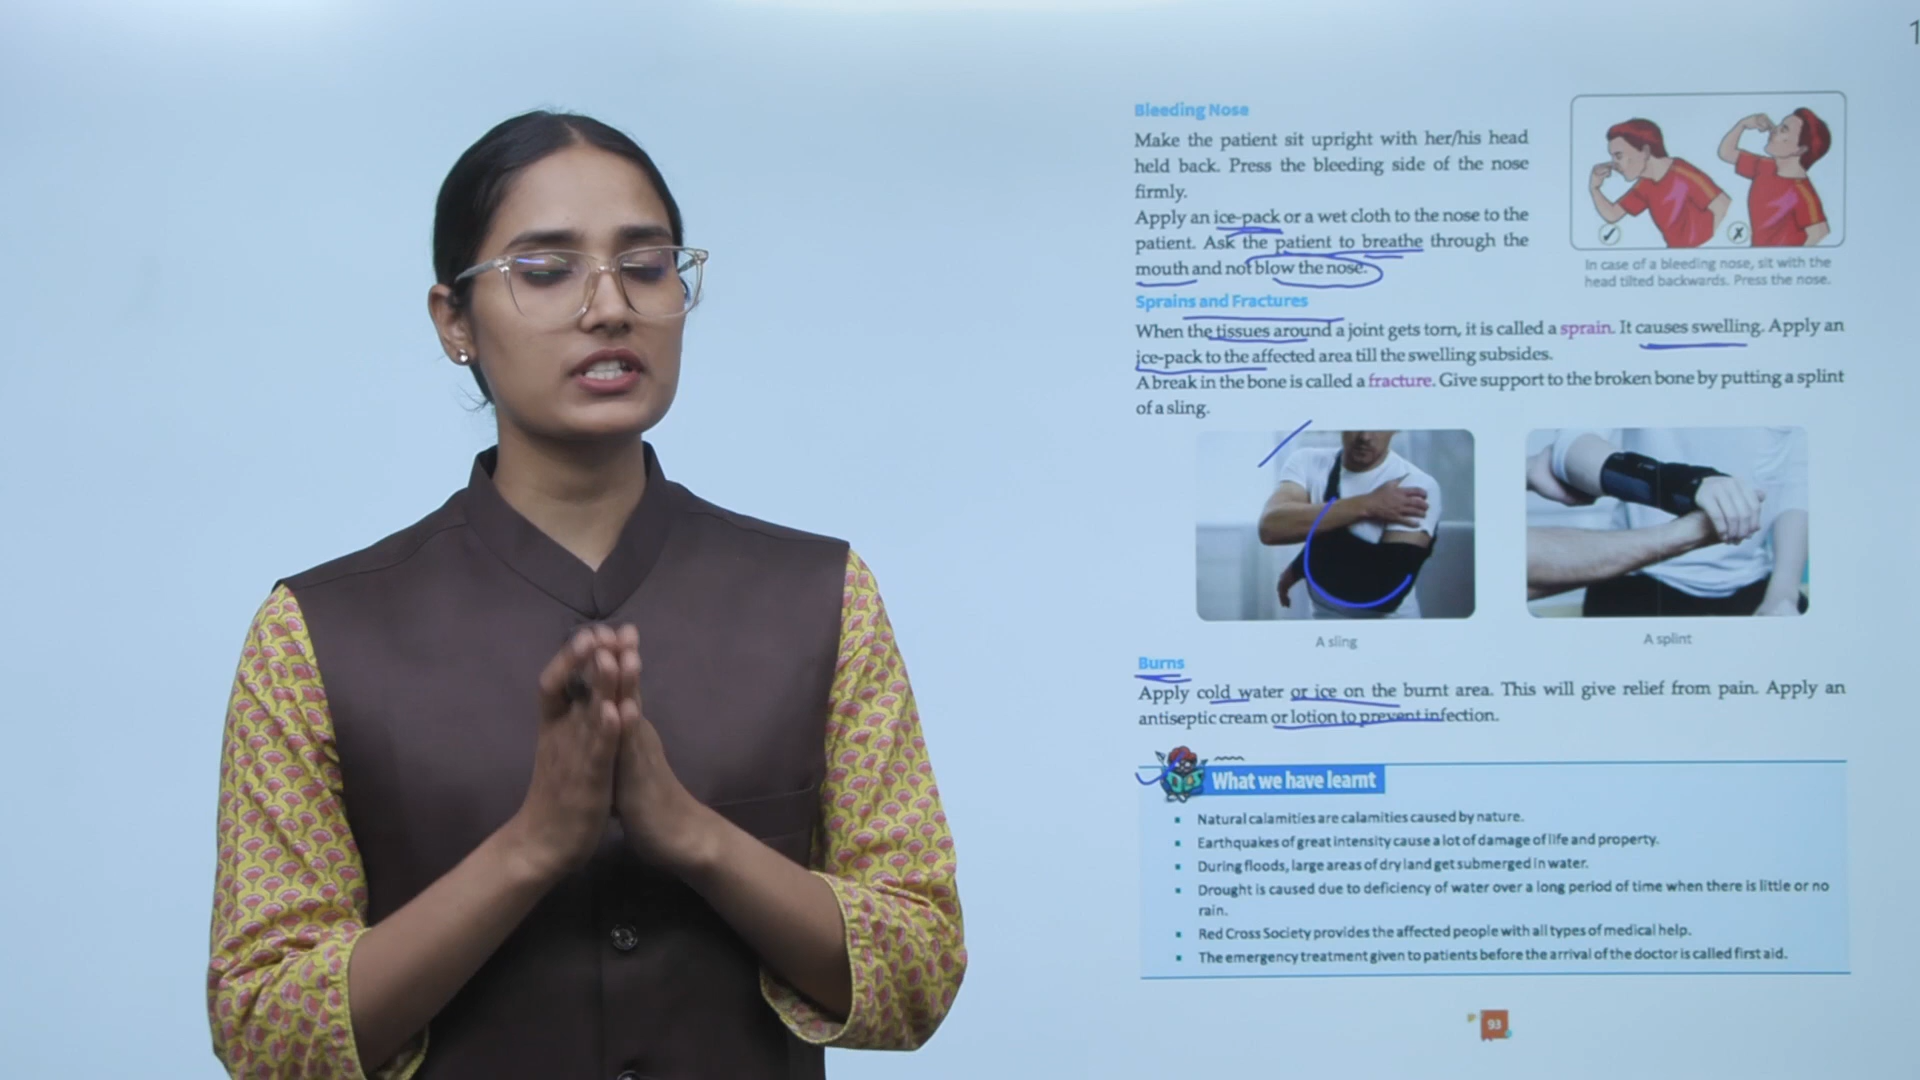 1
Bleeding Nose
Make the patient sit upright with her/his head
held back. Press the bleeding side of the nose
firmly.
Apply an ice-pack or a wet cloth to the nose to the
patient. Ask the patient to breathe through the
mouth and not blow the nose.
In case of a bleeding nose, sit with the
head tilted backwards. Press the nose.
Sprains and Fractures
When the tissues around a joint gets torn, it is called a sprain. It causes swelling. Apply an
ice-pack to the affected area till the swelling subsides.
A break in the bone is called a fracture. Give support to the broken bone by putting a splint
of a sling.
A sling
A splint
Burns
Apply cold water or ice on the burnt area. This will give relief from pain. Apply an
antiseptic cream or lotion to prevent infection.
What we have learnt
Natural calamities are calamities caused by nature.
Earthquakes of great intensity cause a lot of damage of life and property.
During floods, large areas of dry land get submerged in water.
Drought is caused due to deficiency of water over a long period of time when there is little or no
rain.
Red Cross Society provides the affected people with all types of medical help.
The emergency treatment given to patients before the arrival of the doctor is called first aid.
93